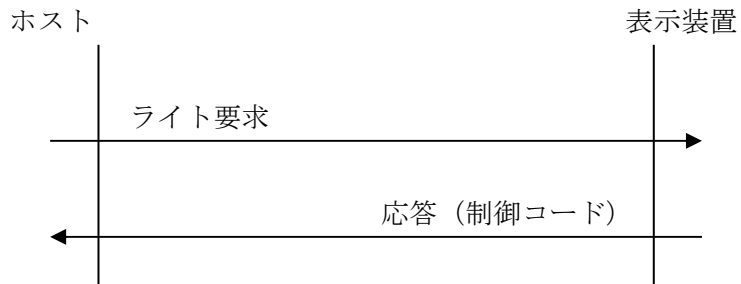 ホスト
表示装置
ライト要求
応答（制御コード）